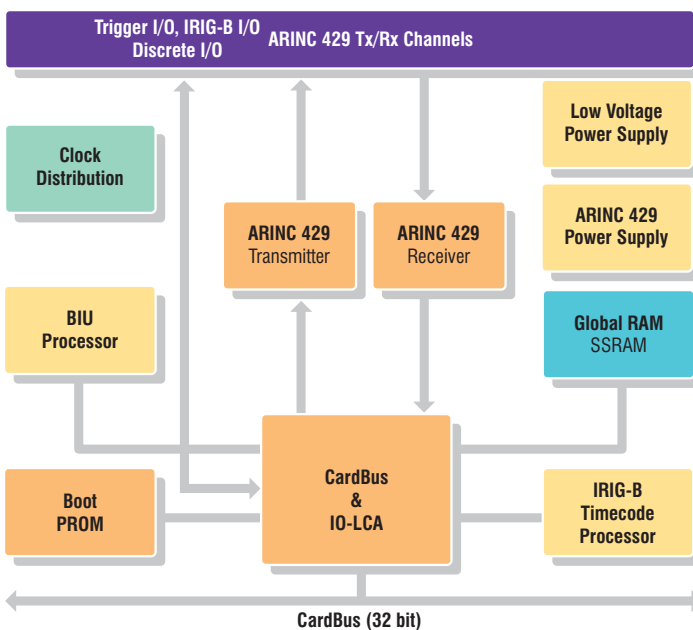 Trigger I/O, IRIG-B I/O
Discrete I/O
ARINC 429 Tx/Rx Channels
Clock
Distribution
Low Voltage
Power Supply
ARINC 429
Transmitter
ARINC 429
Receiver
ARINC 429
Power Supply
BIU
Processor
Global RAM
SSRAM
Boot
PROM
CardBus
&
IO-LCA
IRIG-B
Timecode
Processor
CardBus (32 bit)